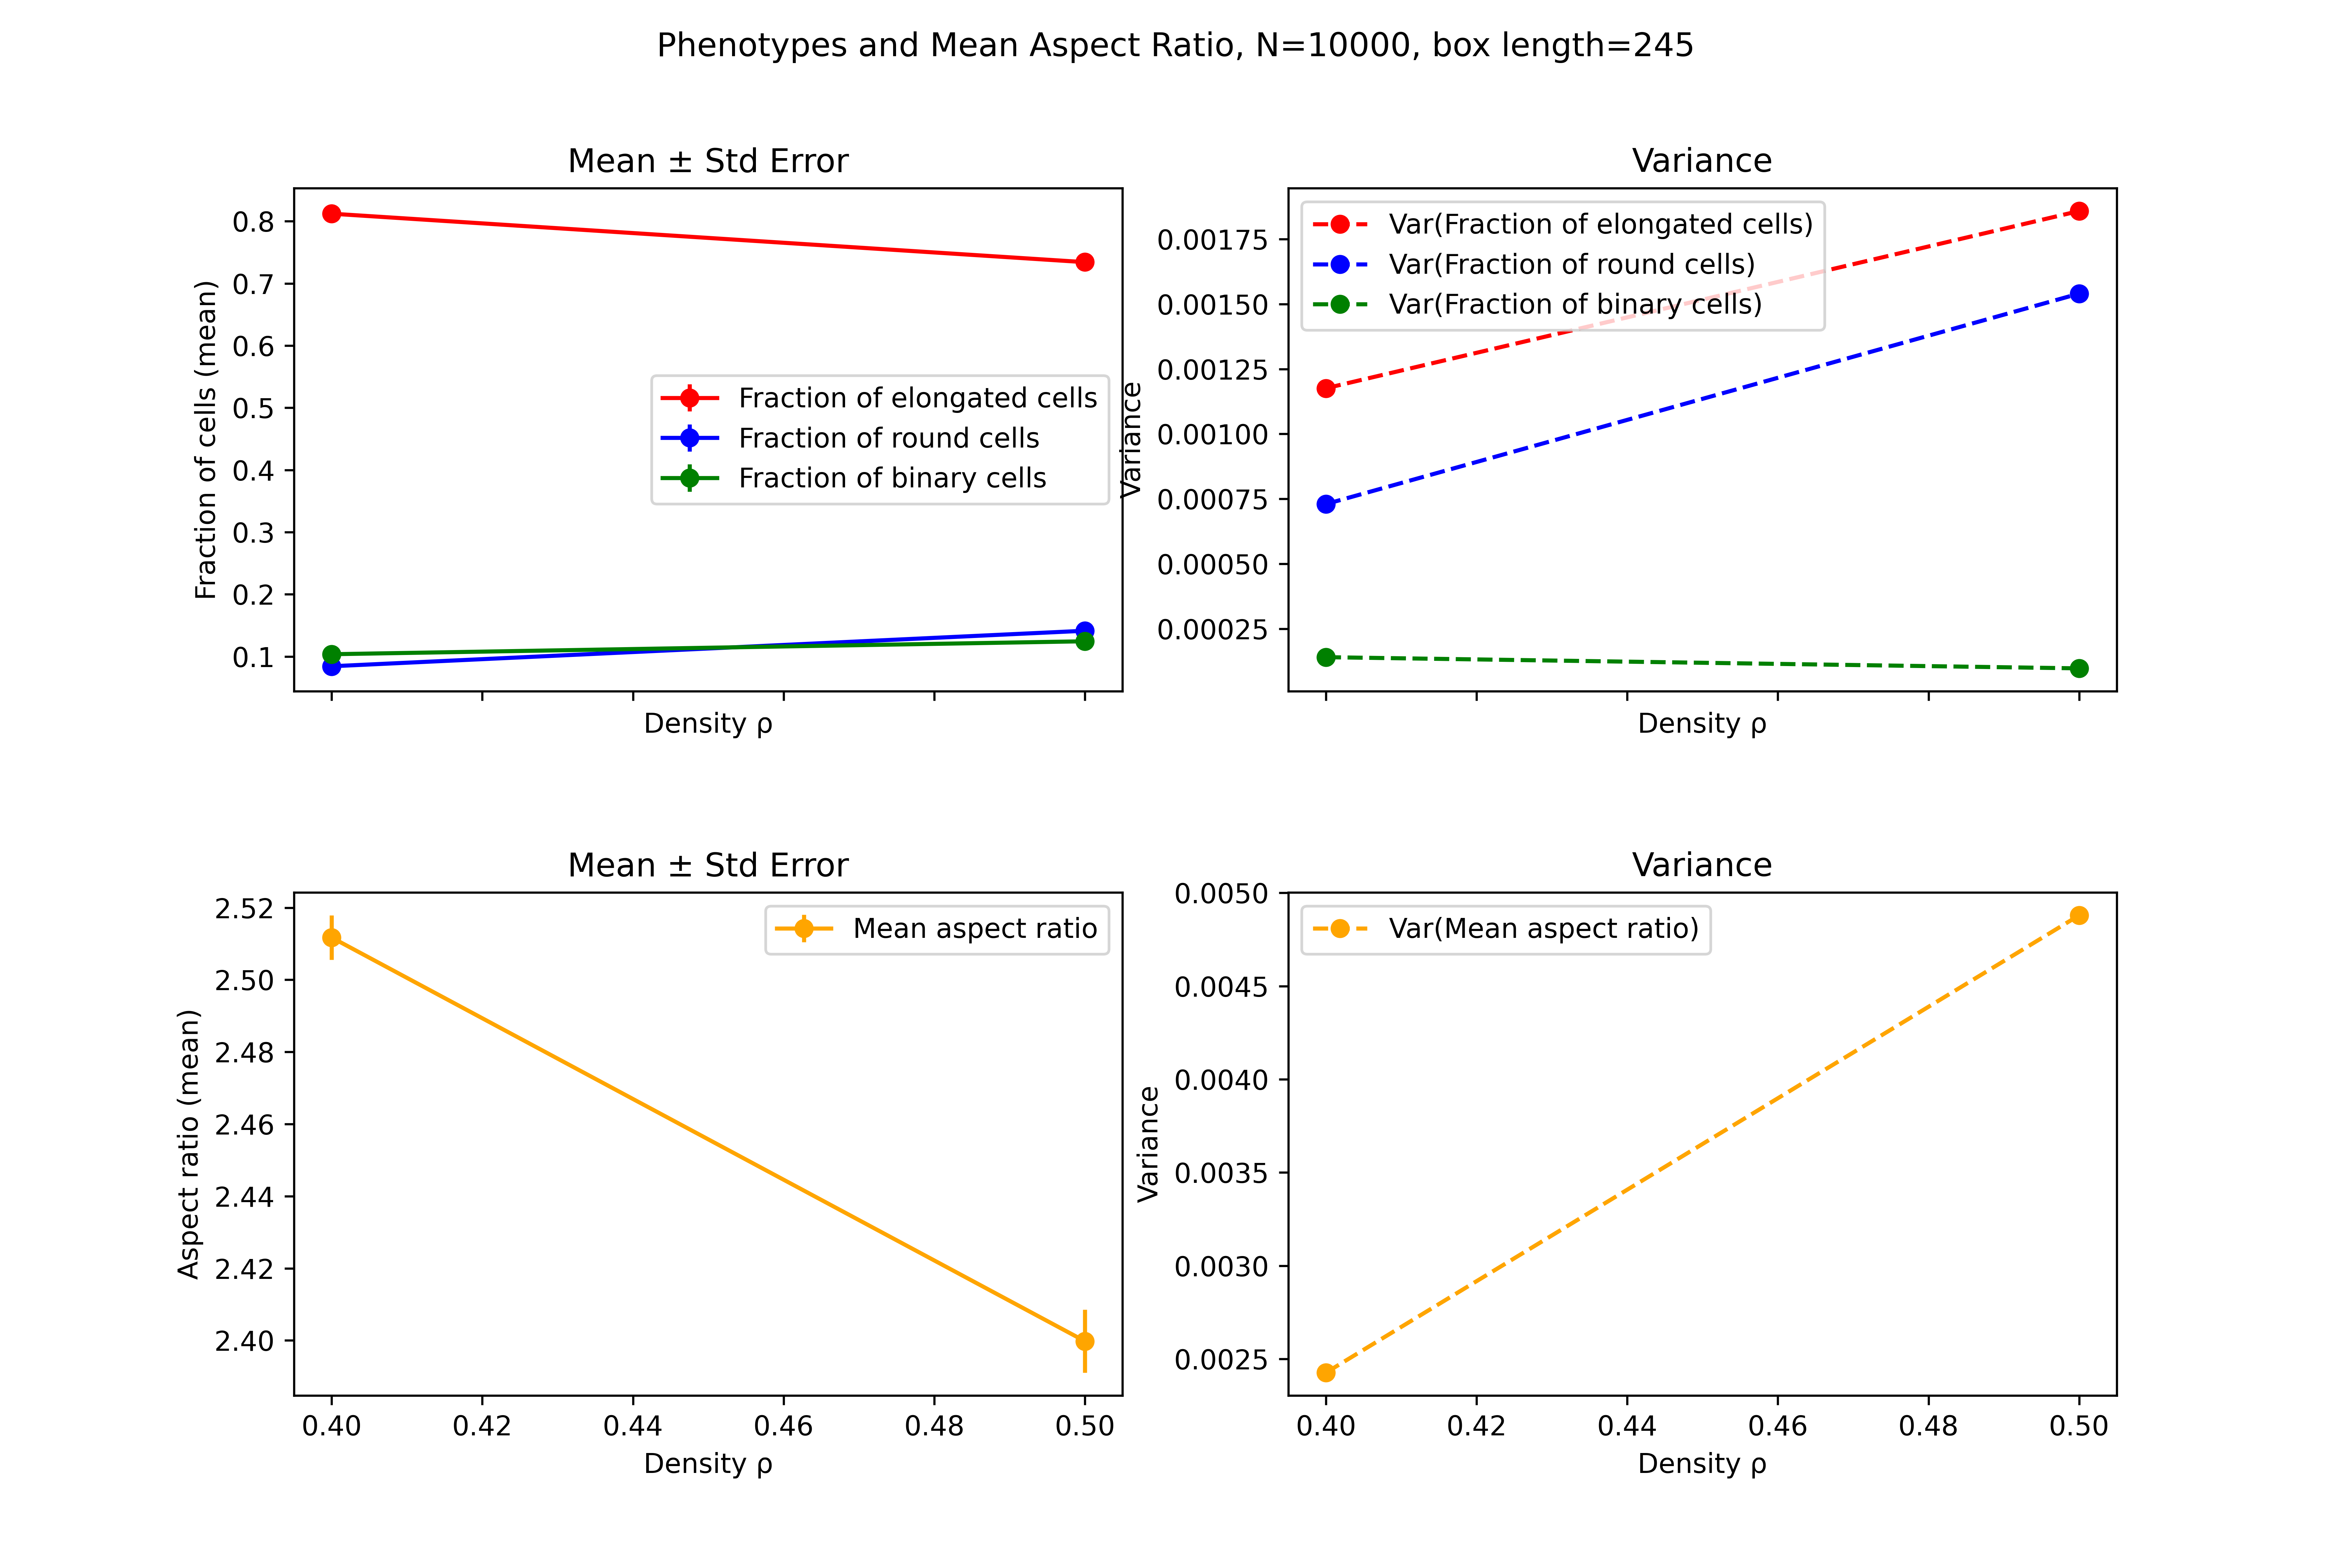 Phenotypes and Mean Aspect Ratio, N=10000, box length=245
Mean ± Std Error
Fraction of cells (mean)
0.8
0.7
0.6
0.5
0.4
0.3
0.2
0.1
Fraction of elongated cells
Fraction of round cells
Fraction of binary cells
Density ρ
Variance
Variance
0.00175
0.00150
0.00125
0.00100
0.00075
0.00050
0.00025
Var(Fraction of elongated cells)
Var(Fraction of round cells)
Var(Fraction of binary cells)
Density ρ
Mean ± Std Error
Aspect ratio (mean)
2.52
2.50
2.48
2.46
2.44
2.42
2.40
Mean aspect ratio
0.40 0.42 0.44 0.46 0.48 0.50
Density ρ
Variance
Variance
0.0050
0.0045
0.0040
0.0035
0.0030
0.0025
Var(Mean aspect ratio)
0.40 0.42 0.44 0.46 0.48 0.50
Density ρ